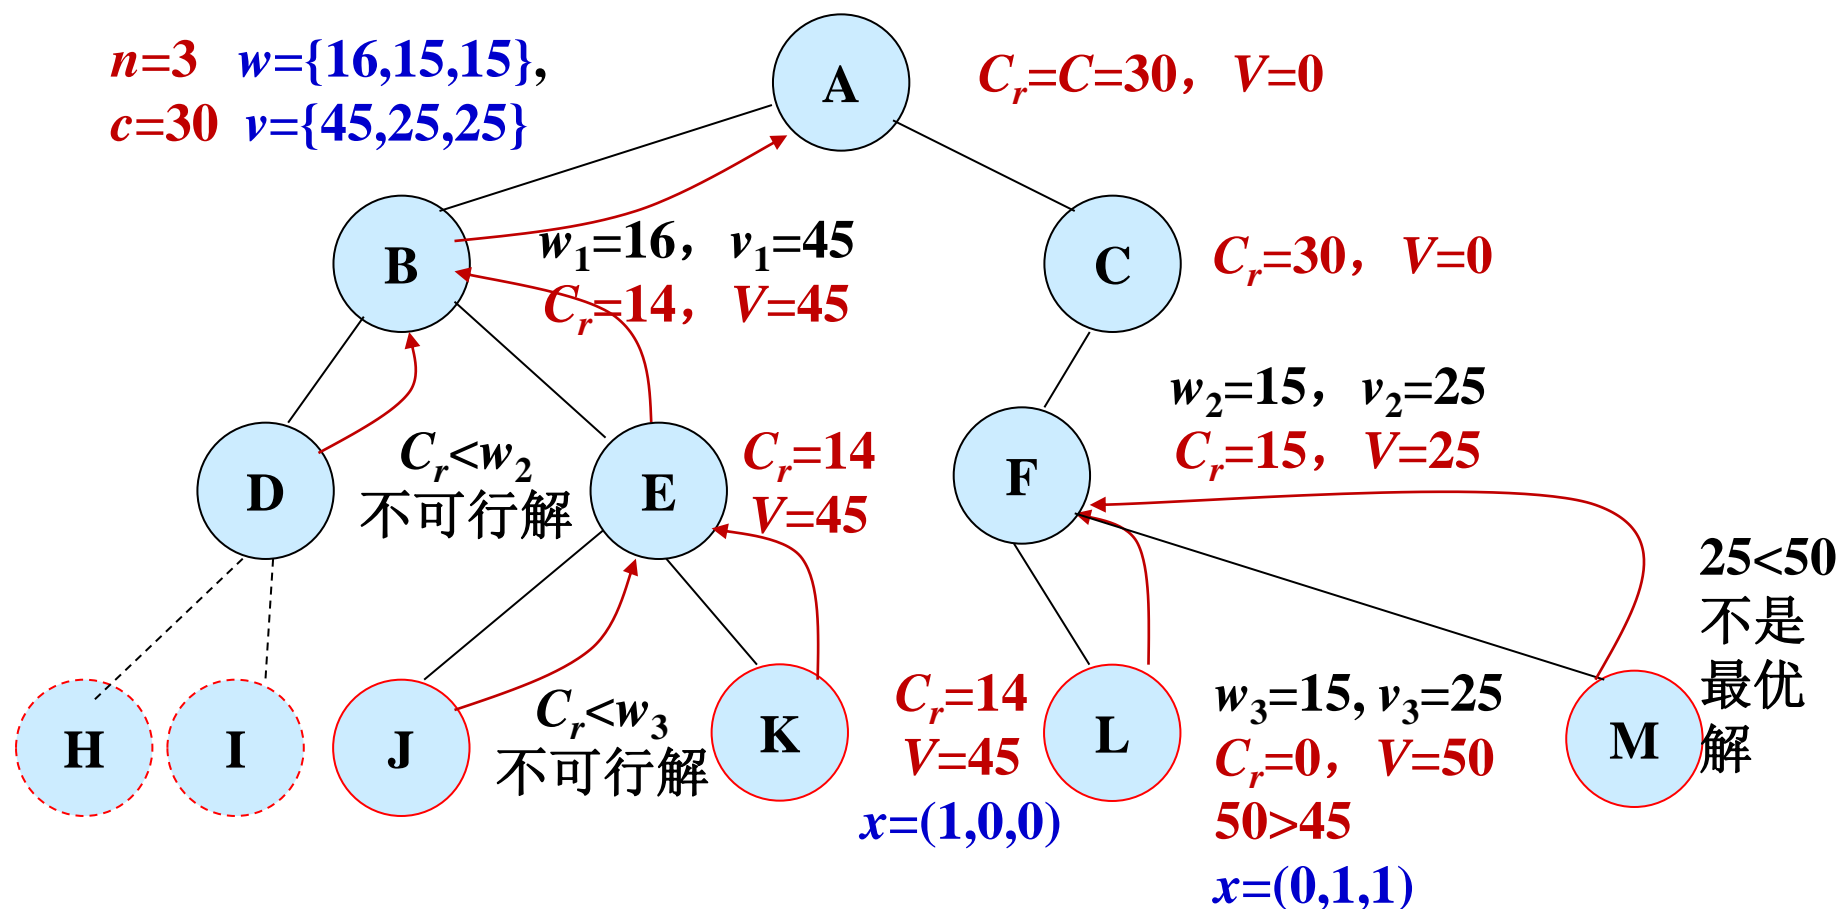 n=3 w={16,15,15},
c=30 v={45,25,25}
A
Cr=C=30，V=0
B
w1=16，v1=45
Cr=14，V=45
C
Cr=30，V=0
D
Cr<w2
不可行解
E
Cr=14
V=45
F
w2=15，v2=25
Cr=15，V=25
H
I
J
Cr<w3
不可行解
K
Cr=14
V=45
x=(1,0,0)
L
w3=15, v3=25
Cr=0，V=50
50>45
x=(0,1,1)
M
25<50
不是
最优
解